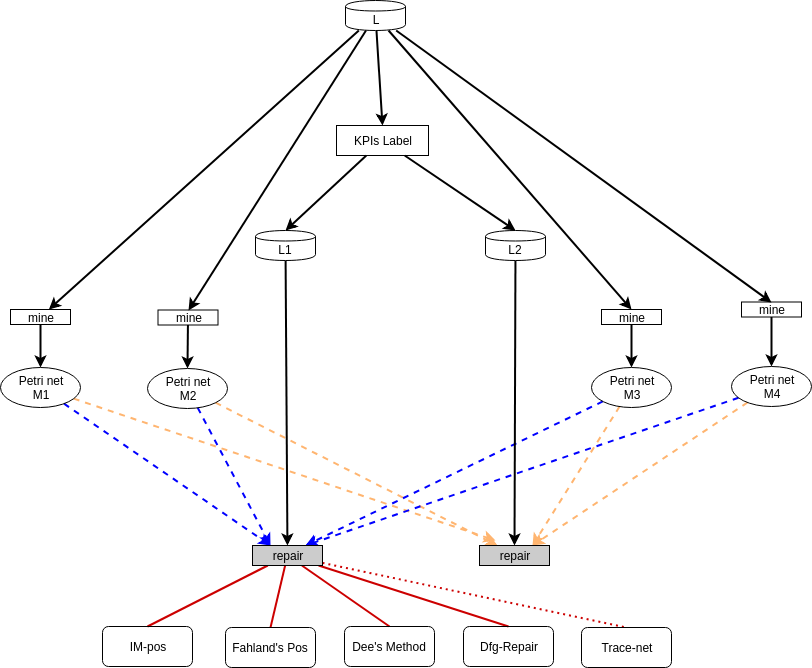 L
KPIs Label
L1
L2
mine
mine
mine
mine
Petri net
M1
Petri net
M2
Petri net
M3
Petri net
M4
repair
repair
IM-pos
Fahland's Pos
Dee's Method
Dfg-Repair
Trace-net